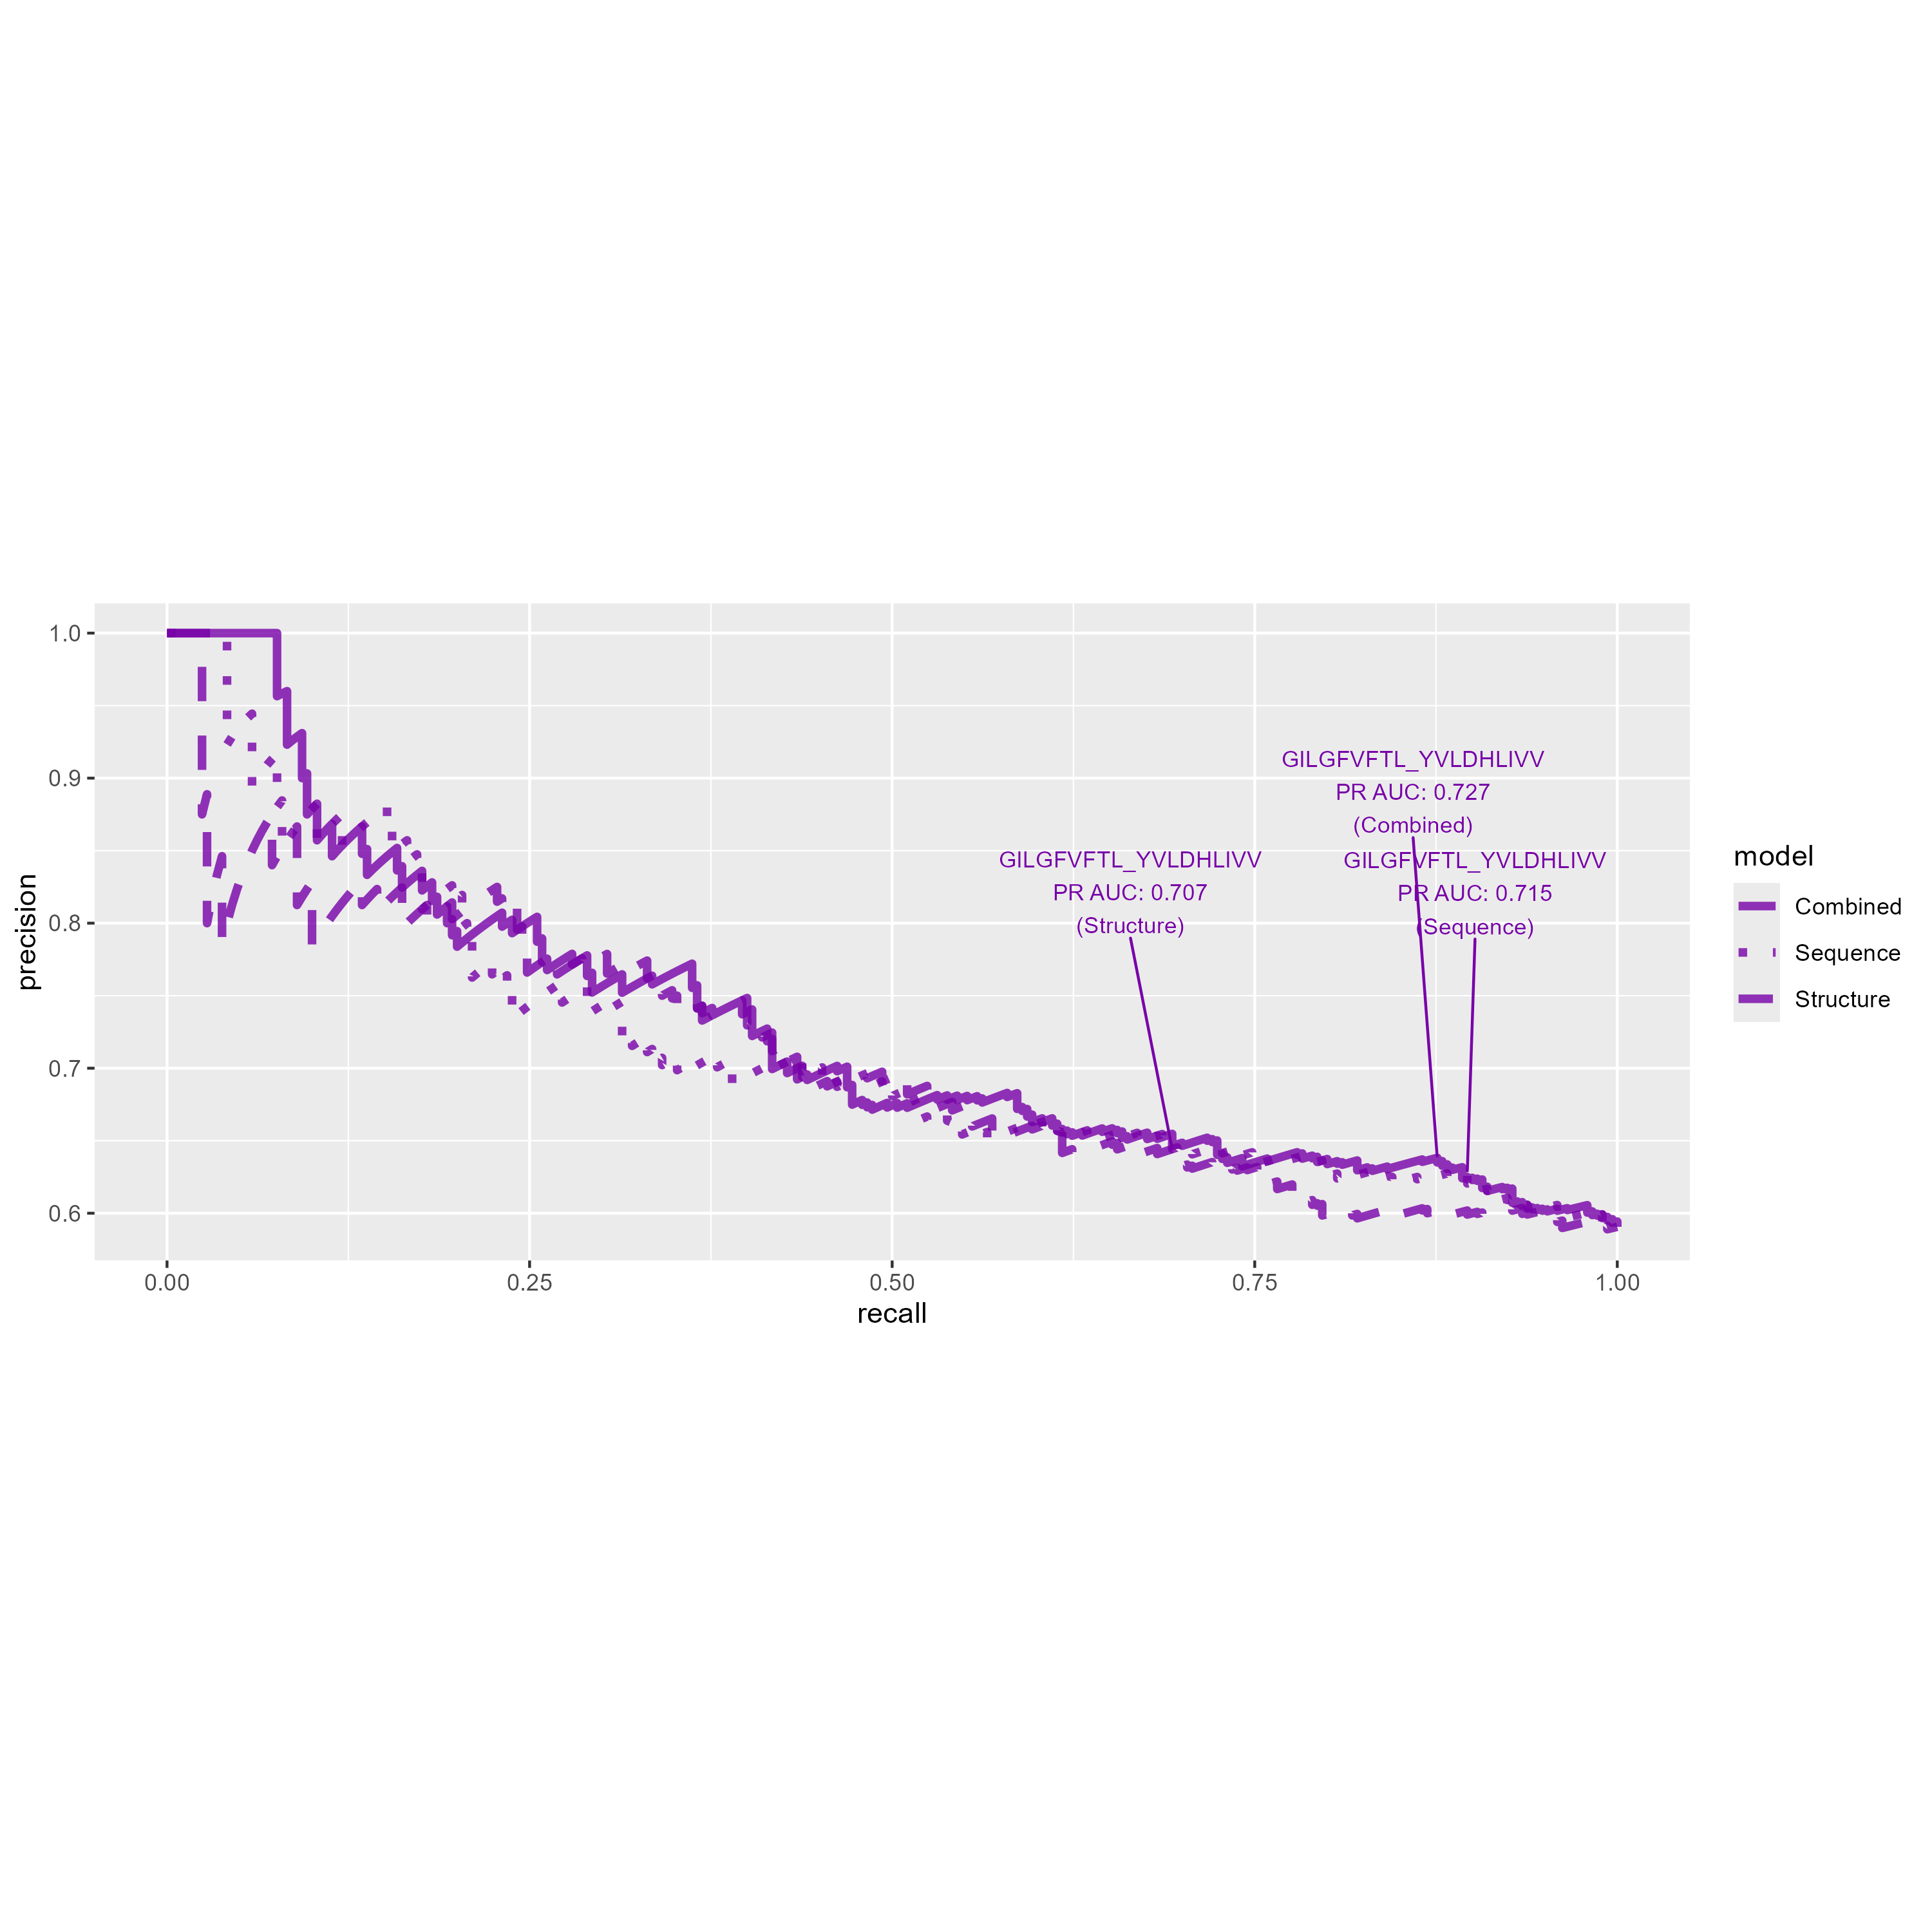 1.0
0.9
0.8
0.7
0.6
precision
0.00
0.25
0.50
0.75
1.00
recall
GILGFVFTL_YVLDHLIVV
PR AUC: 0.727
(Combined)
GILGFVFTL_YVLDHLIVV
PR AUC: 0.707
(Structure)
GILGFVFTL_YVLDHLIVV
PR AUC: 0.715
(Sequence)
model
Combined
Sequence
Structure